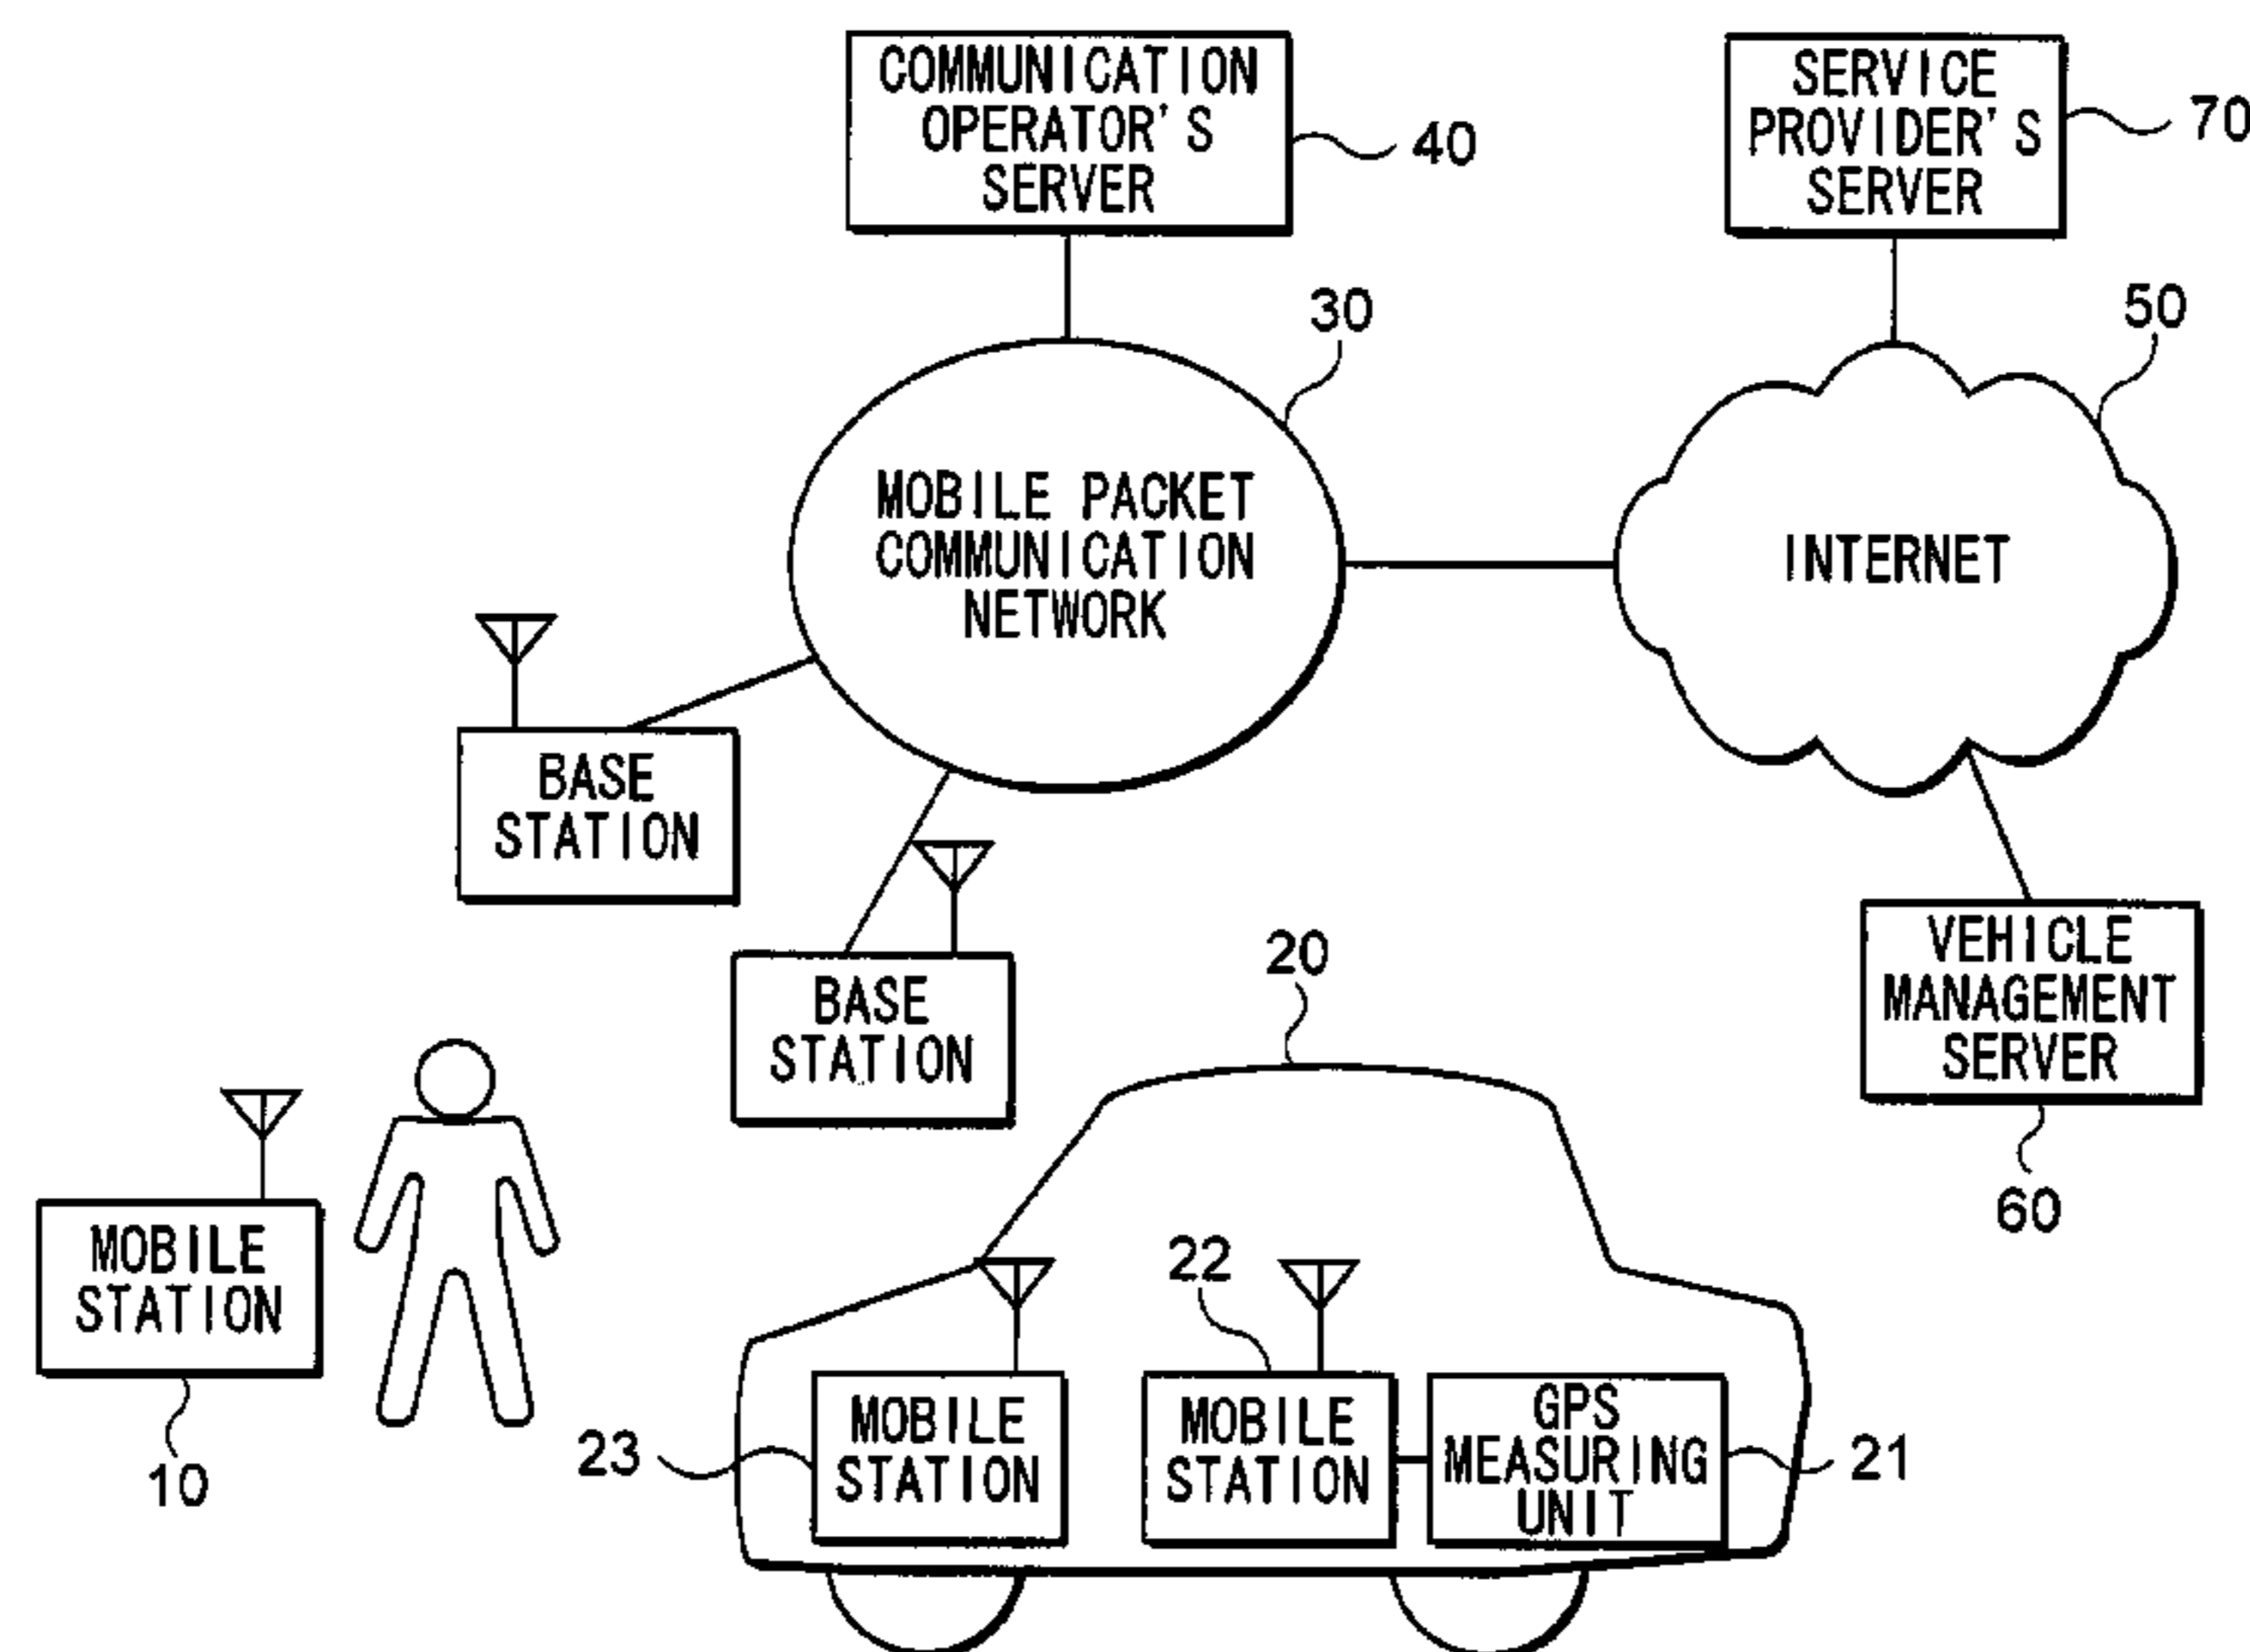 COMMUNICATION
OPERATOR'S
SERVER
40
SERVICE
PROVIDER'S
SERVER
70
30
50
MOBILE PACKET
COMMUNICATION
NETWORK
INTERNET
BASE
STATION
BASE
STATION
20
VEHICLE
MANAGEMENT
SERVER
60
MOBILE
STATION
10
22
23
MOBILE
STATION
MOBILE
STATION
GPS
MEASURING
UNIT
21